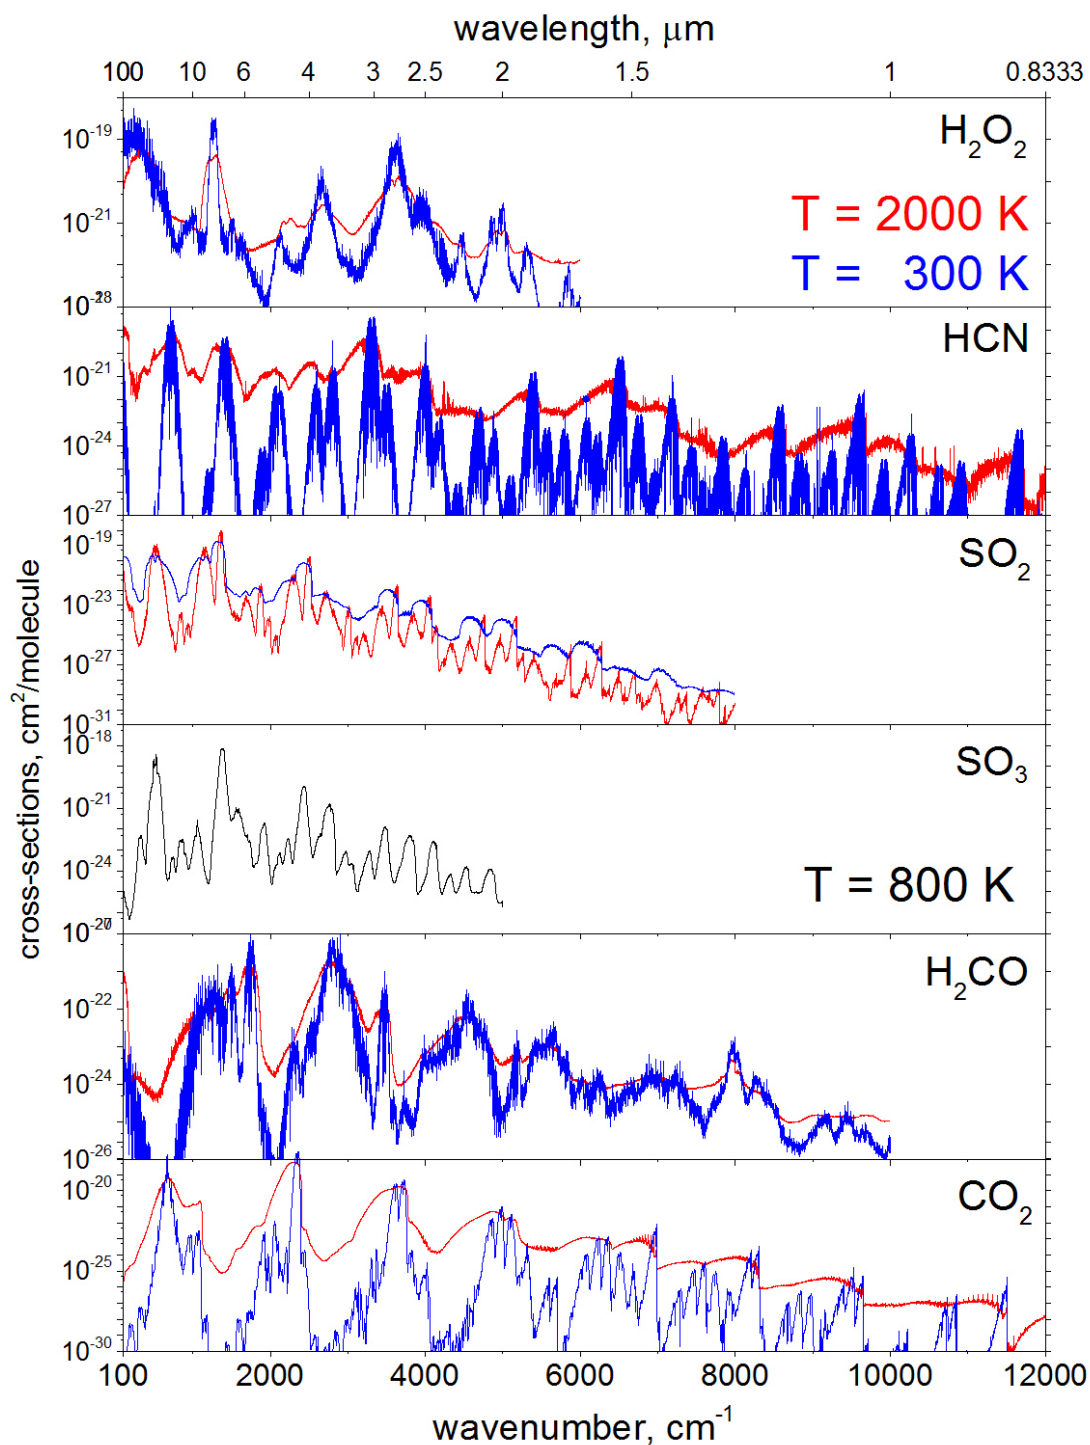 wavelength, μm
100 10 6 4 3 2.5 2 1.5 1 0.8333
10⁻¹⁹
H₂O₂
T = 2000 K
10⁻²¹
T = 300 K
HCN
10⁻²¹
10⁻²⁴
10⁻²⁷
10⁻¹⁹
SO₂
10⁻²³
10⁻²⁷
10⁻³¹
cross-sections, cm²/molecule
10⁻¹⁸
SO₃
10⁻²¹
10⁻²⁴
T = 800 K
H₂CO
10⁻²²
10⁻²⁴
10⁻²⁶
10⁻²⁰
CO₂
10⁻²⁵
10⁻³⁰
100 2000 4000 6000 8000 10000 12000
wavenumber, cm⁻¹